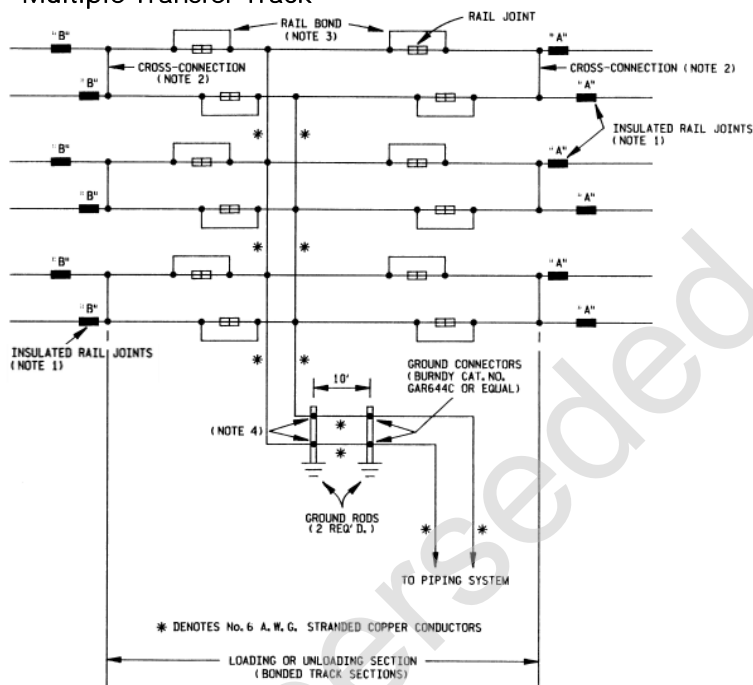 Multiple Transfer Track
RAIL BOND
(NOTE 3)
RAIL JOINT
"B"
"A"
CROSS-CONNECTION
(NOTE 2)
CROSS-CONNECTION (NOTE 2)
"B"
"A"
INSULATED RAIL JOINTS
(NOTE 1)
* *
"B"
"A"
"B"
"A"
* *
"B"
"A"
"B"
"A"
INSULATED RAIL JOINTS
(NOTE 1)
* *
10'
GROUND CONNECTORS
(BURNDY CAT. NO.
GAR644C OR EQUAL)
(NOTE 4)
*
*
GROUND RODS
(2 REQ'D.)
* *
TO PIPING SYSTEM
* DENOTES No. 6 A.W.G. STRANDED COPPER CONDUCTORS
LOADING OR UNLOADING SECTION
(BONDED TRACK SECTIONS)
erseded